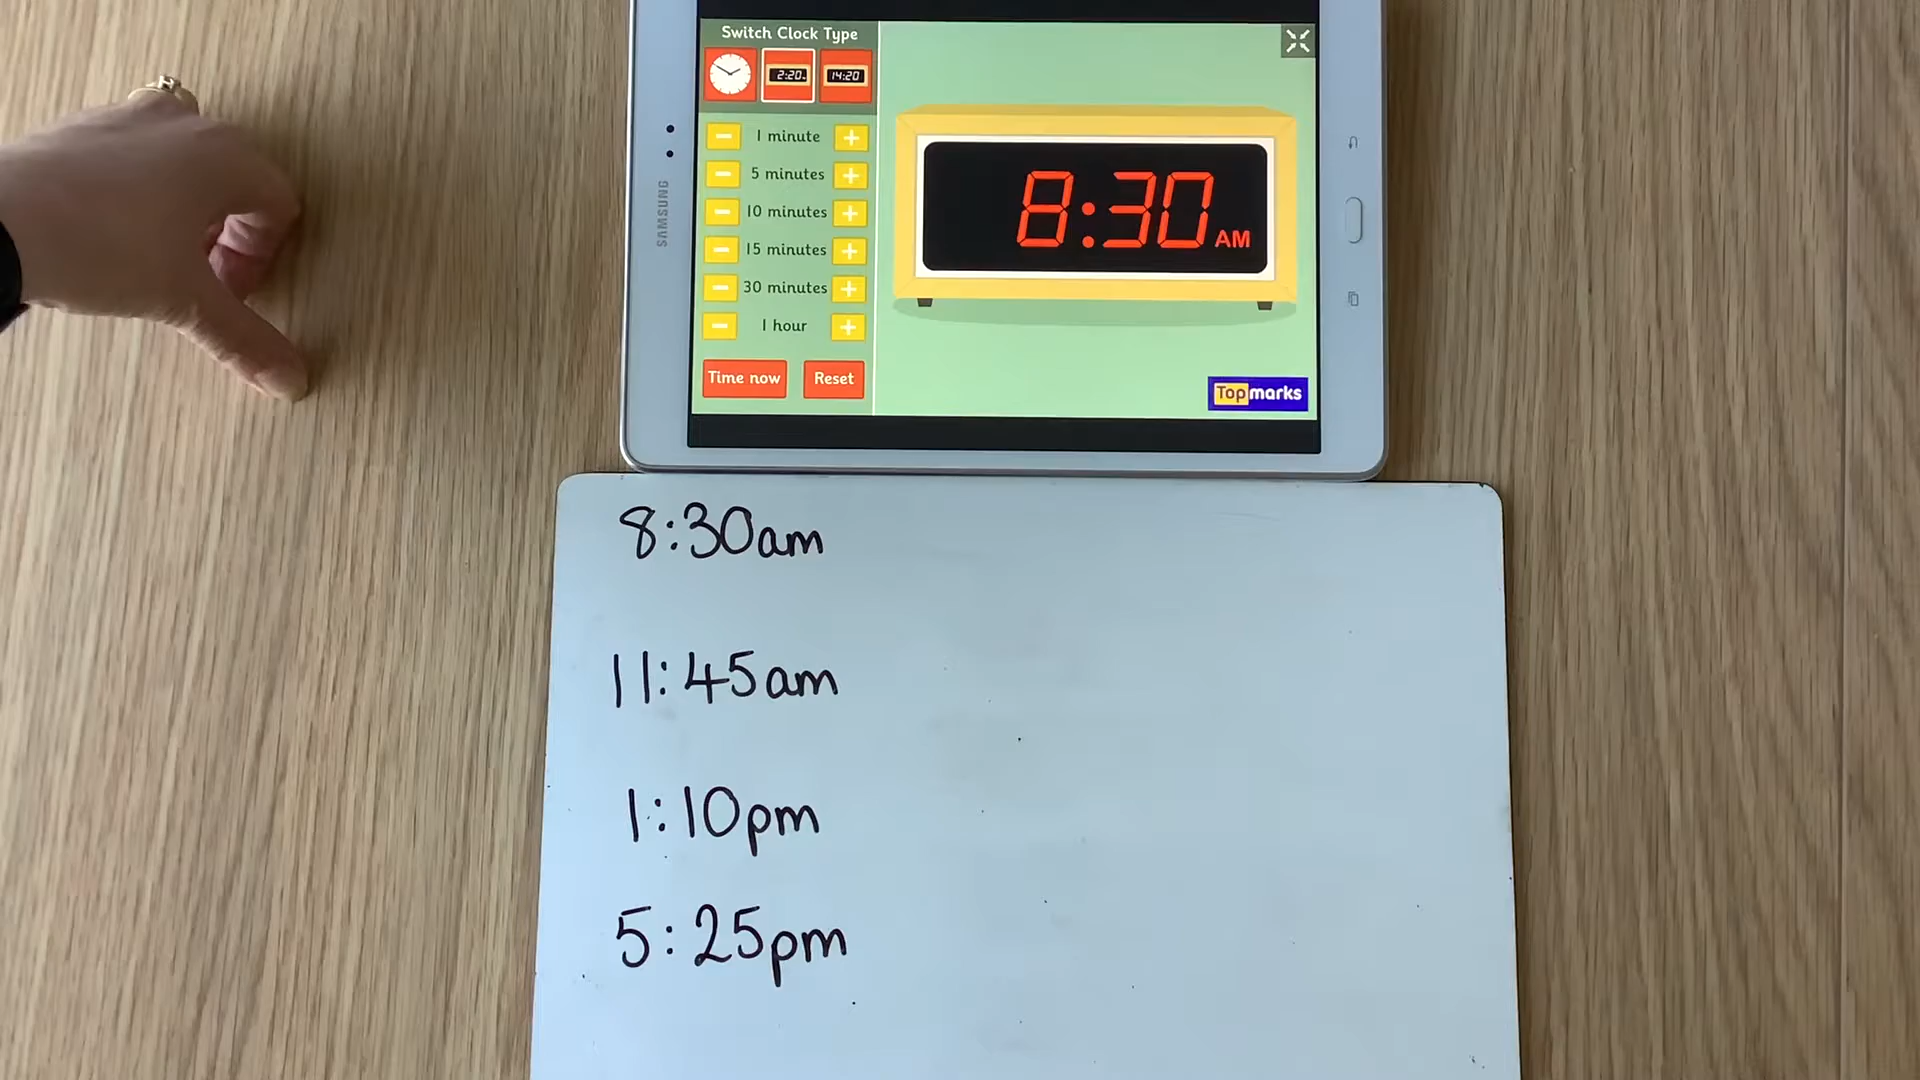 Switch Clock Type
2:20
14:20
1 minute
5 minutes
10 minutes
15 minutes
30 minutes
1 hour
Time now
Reset
8:30 AM
Topmarks
SAMSUNG
8:30am
11:45am
1:10pm
5:25pm